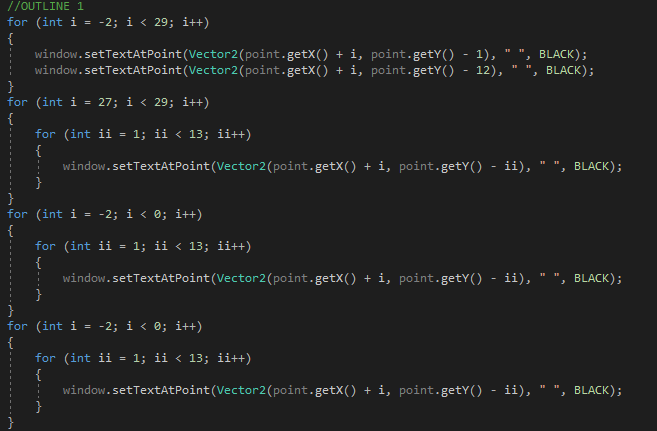 //OUTLINE 1
for (int i = -2; i < 29; i++)
{
    window.setTextAtPoint(Vector2(point.getX() + i, point.getY() - 1), " ", BLACK);
    window.setTextAtPoint(Vector2(point.getX() + i, point.getY() - 12), " ", BLACK);
}
for (int i = 27; i < 29; i++)
{
    for (int ii = 1; ii < 13; ii++)
    {
        window.setTextAtPoint(Vector2(point.getX() + i, point.getY() - ii), " ", BLACK);
    }
}
for (int i = -2; i < 0; i++)
{
    for (int ii = 1; ii < 13; ii++)
    {
        window.setTextAtPoint(Vector2(point.getX() + i, point.getY() - ii), " ", BLACK);
    }
}
for (int i = -2; i < 0; i++)
{
    for (int ii = 1; ii < 13; ii++)
    {
        window.setTextAtPoint(Vector2(point.getX() + i, point.getY() - ii), " ", BLACK);
    }
}